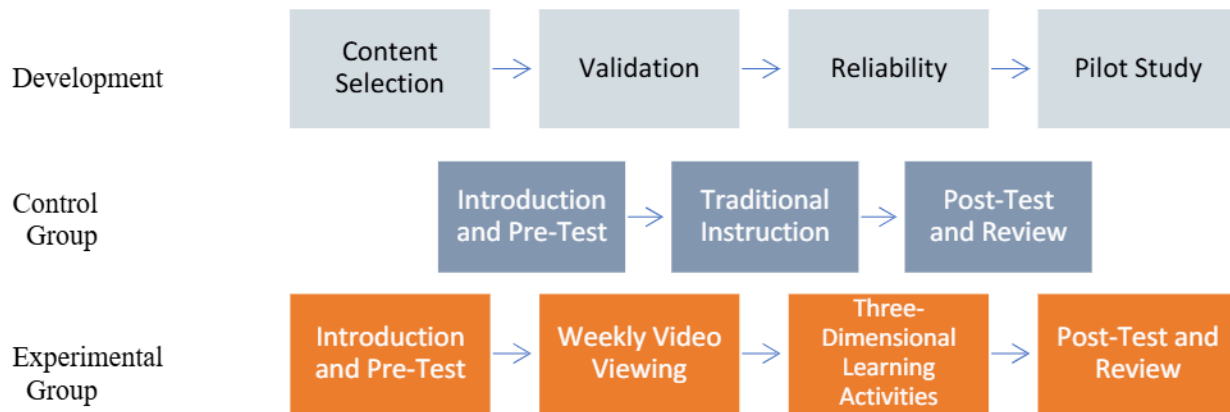 Development
Content
Selection
Validation
Reliability
Pilot Study
Control
Group
Introduction
and Pre-Test
Traditional
Instruction
Post-Test
and Review
Experimental
Group
Introduction
and Pre-Test
Weekly Video
Viewing
Three-
Dimensional
Learning
Activities
Post-Test and
Review